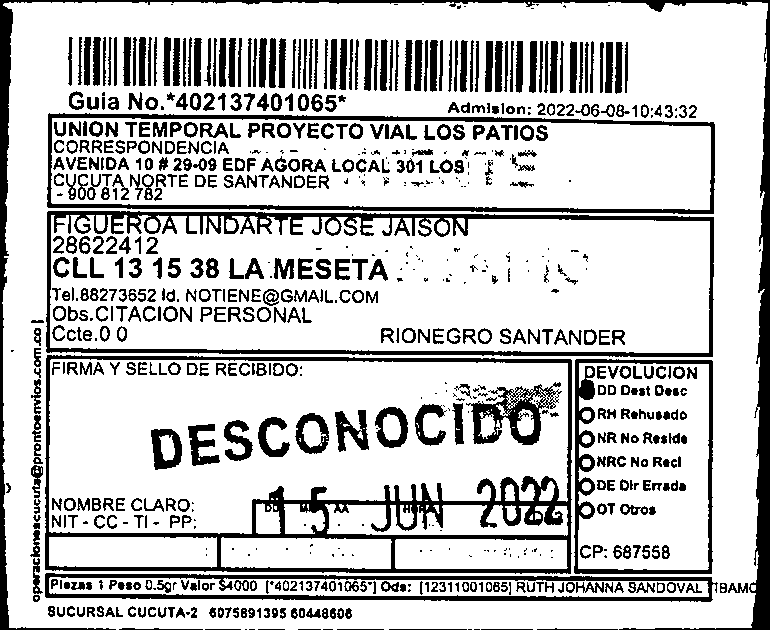 Guia No.*402137401065*
Admision: 2022-06-08-10:43:32
UNION TEMPORAL PROYECTO VIAL LOS PATIOS
CORRESPONDENCIA
AVENIDA 10 # 29-09 EDF AGORA LOCAL 301 LOS
CUCUTA NORTE DE SANTANDER
- 900 812 782
FIGUEROA LINDARTE JOSE JAISON
28622412
CLL 13 15 38 LA MESETA
Tel.88273652 Id. NOTIENE@GMAIL.COM
Obs.CITACION PERSONAL
Ccte.0 0
RIONEGRO SANTANDER
operacionescucuta@prontoenvios.com.co
FIRMA Y SELLO DE RECIBIDO:
DESCONOCIDO
15 JUN 2022
NOMBRE CLARO:
NIT - CC - TI - PP:
DEVOLUCION
DD Dest Desc
RH Rehusado
NR No Reside
NRC No Recl
DE Dir Errada
OT Otros
CP: 687558
Piezas 1 Peso 0.5gr Valor $4000 [*402137401065*] Ods: [12311001065] RUTH JOHANNA SANDOVAL TIBAMO
SUCURSAL CUCUTA-2 6075891395 60448606